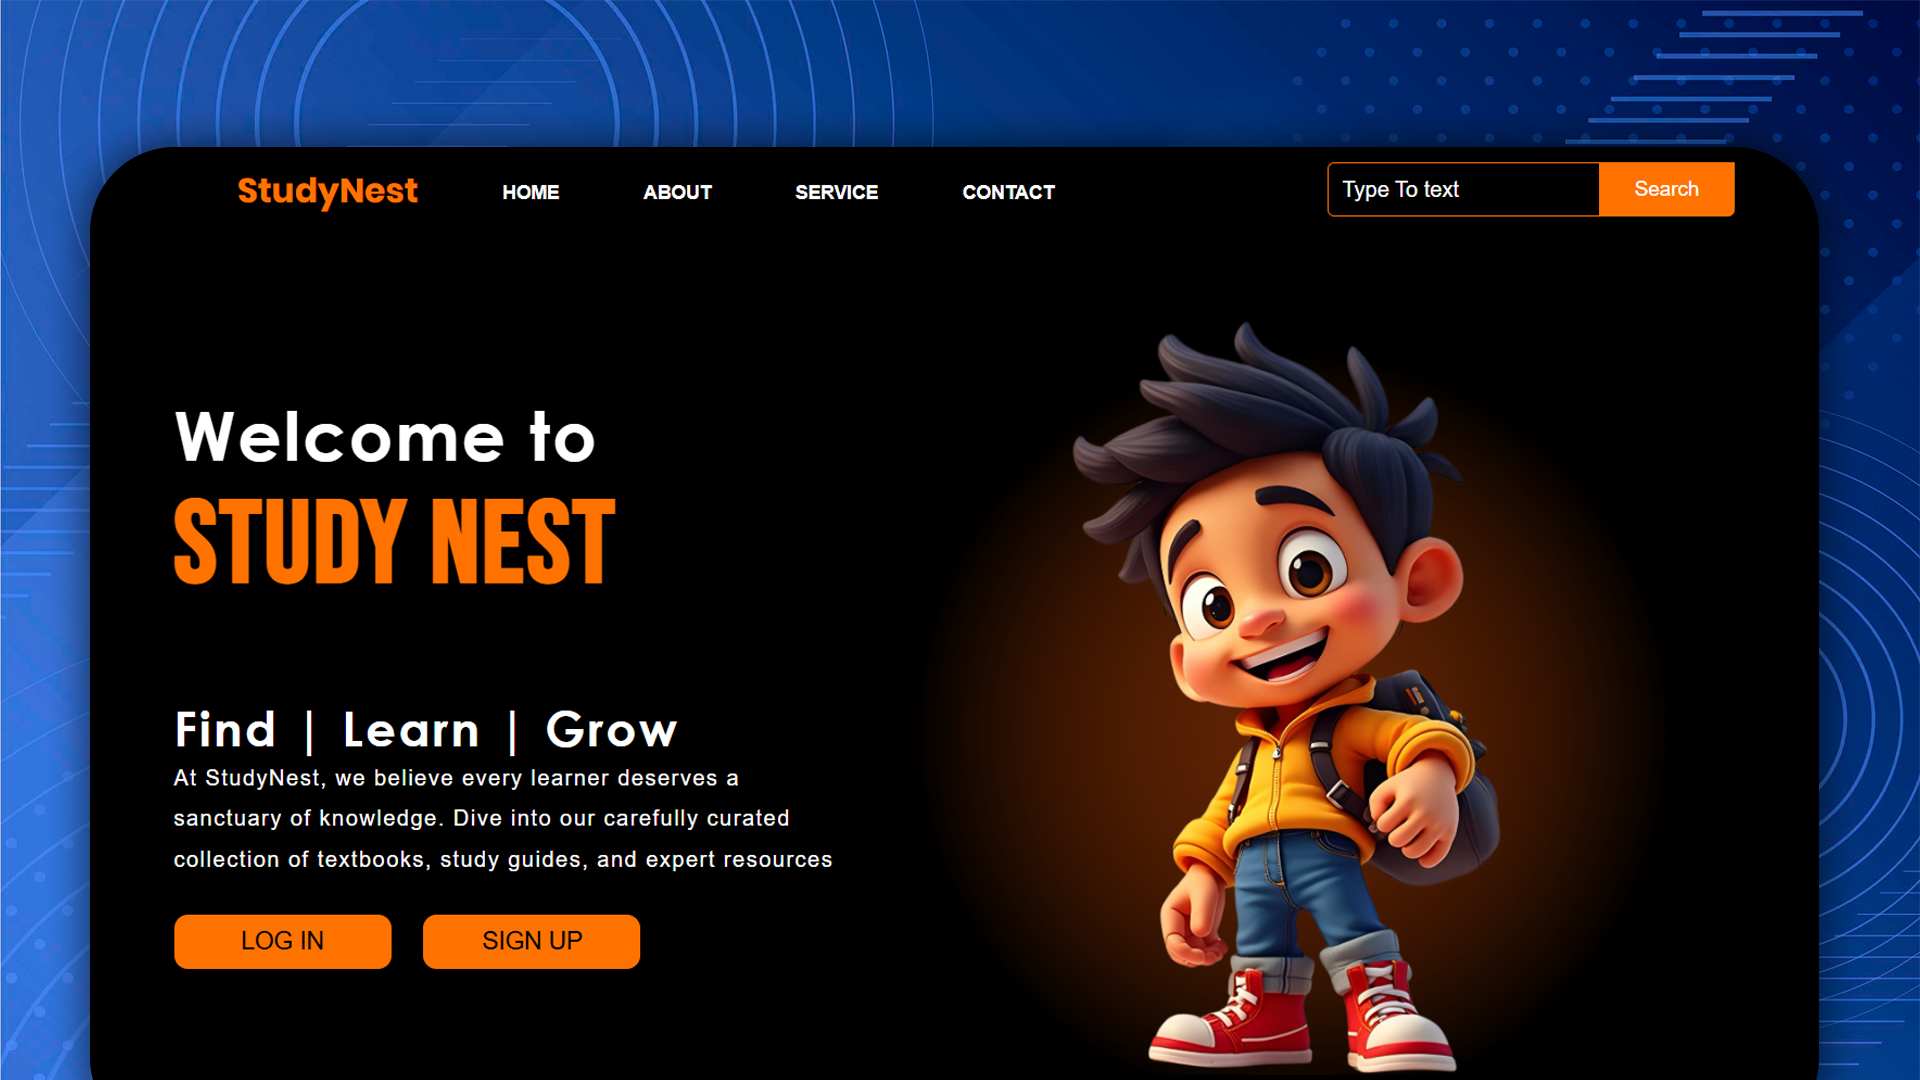 StudyNest
HOME
ABOUT
SERVICE
CONTACT
Type To text
Search
Welcome to
STUDY NEST
Find | Learn | Grow
At StudyNest, we believe every learner deserves a
sanctuary of knowledge. Dive into our carefully curated
collection of textbooks, study guides, and expert resources
LOG IN
SIGN UP